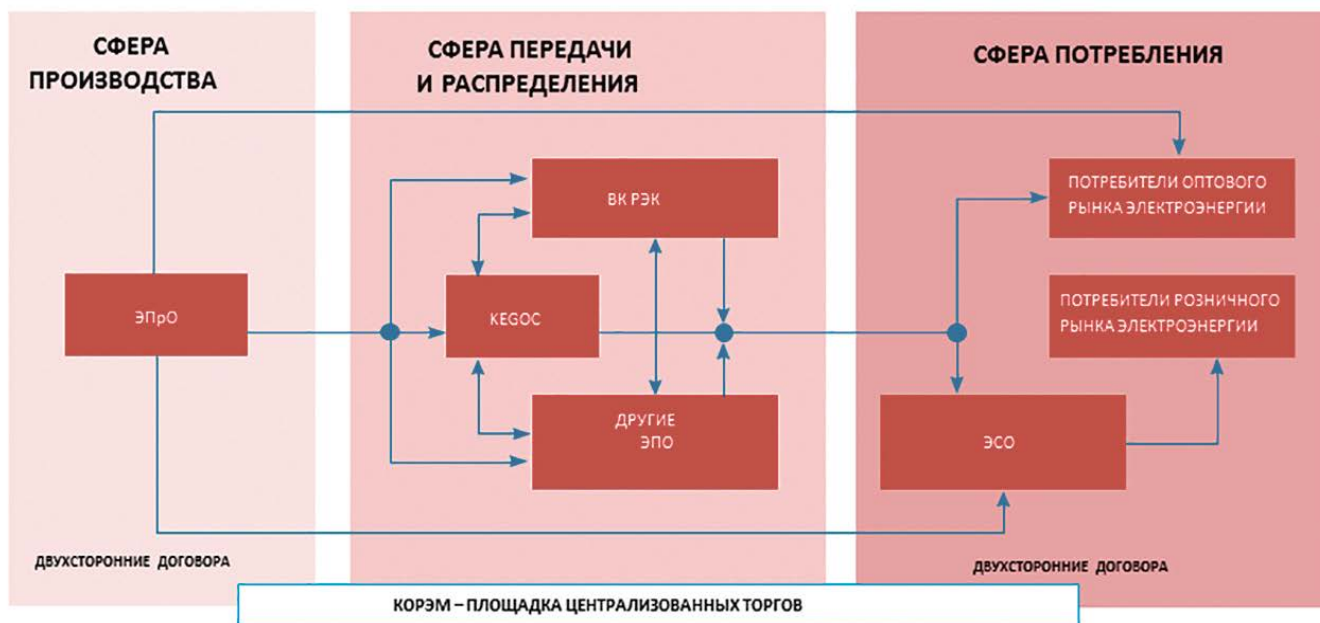 СФЕРА
ПРОИЗВОДСТВА
СФЕРА ПЕРЕДАЧИ
И РАСПРЕДЕЛЕНИЯ
СФЕРА ПОТРЕБЛЕНИЯ
ВК РЭК
ПОТРЕБИТЕЛИ ОПТОВОГО
РЫНКА ЭЛЕКТРОЭНЕРГИИ
ЭПрО
KEGOC
ПОТРЕБИТЕЛИ РОЗНИЧНОГО
РЫНКА ЭЛЕКТРОЭНЕРГИИ
ДРУГИЕ
ЭПО
ЭСО
ДВУХСТОРОННИЕ ДОГОВОРА
ДВУХСТОРОННИЕ ДОГОВОРА
КОРЭМ – ПЛОЩАДКА ЦЕНТРАЛИЗОВАННЫХ ТОРГОВ